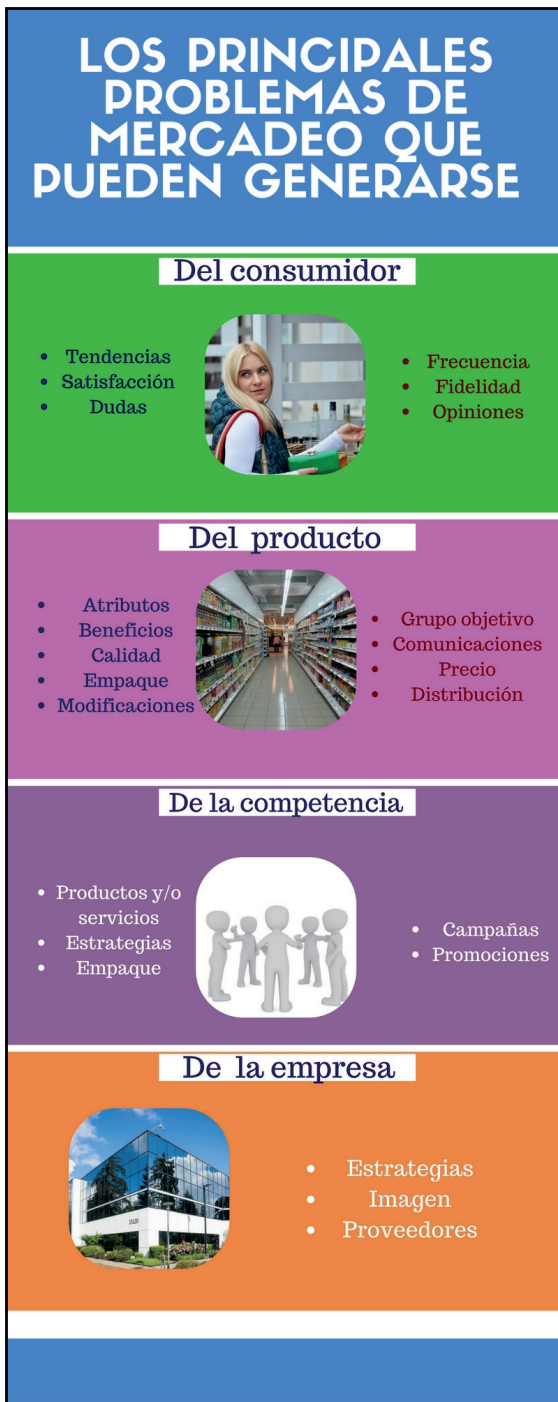 LOS PRINCIPALES
PROBLEMAS DE
MERCADEO QUE
PUEDEN GENERARSE
Del consumidor
• Tendencias
• Satisfacción
• Dudas
• Frecuencia
• Fidelidad
• Opiniones
Del producto
• Atributos
• Beneficios
• Calidad
• Empaque
• Modificaciones
• Grupo objetivo
• Comunicaciones
• Precio
• Distribución
De la competencia
• Productos y/o
servicios
• Estrategias
• Empaque
• Campañas
• Promociones
De la empresa
• Estrategias
• Imagen
• Proveedores